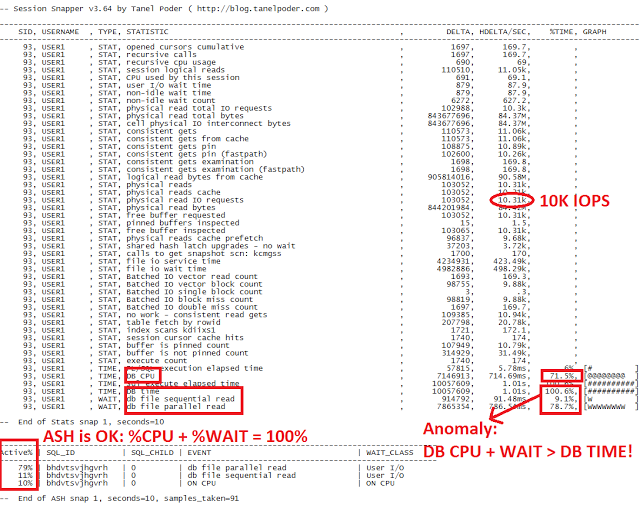 -- Session Snapper v3.64 by Tanel Poder ( http://blog.tanelpoder.com )
SID, USERNAME , TYPE, STATISTIC , DELTA, HDELTA/SEC, %TIME, GRAPH
93, USER1 , STAT, opened cursors cumulative , 1697, 169.7,
93, USER1 , STAT, recursive calls , 1697, 169.7,
93, USER1 , STAT, recursive cpu usage , 690, 69,
93, USER1 , STAT, session logical reads , 110510, 11.05k,
93, USER1 , STAT, CPU used by this session , 691, 69.1,
93, USER1 , STAT, user I/O wait time , 879, 87.9,
93, USER1 , STAT, non-idle wait time , 879, 87.9,
93, USER1 , STAT, non-idle wait count , 6272, 627.2,
93, USER1 , STAT, physical read total IO requests , 102988, 10.3k,
93, USER1 , STAT, physical read total bytes , 843677696, 84.37M,
93, USER1 , STAT, cell physical IO interconnect bytes , 843677696, 84.37M,
93, USER1 , STAT, consistent gets , 110573, 11.06k,
93, USER1 , STAT, consistent gets from cache , 110573, 11.06k,
93, USER1 , STAT, consistent gets pin , 108875, 10.89k,
93, USER1 , STAT, consistent gets pin (fastpath) , 102600, 10.26k,
93, USER1 , STAT, consistent gets examination , 1698, 169.8,
93, USER1 , STAT, consistent gets examination (fastpath) , 1698, 169.8,
93, USER1 , STAT, logical read bytes from cache , 905814016, 90.58M,
93, USER1 , STAT, physical reads , 103052, 10.31k,
93, USER1 , STAT, physical reads cache , 103052,
93, USER1 , STAT, physical read IO requests , 103052, 10.31k,
10K IOPS
93, USER1 , STAT, physical read bytes , 844201984,
93, USER1 , STAT, free buffer requested , 103054,
93, USER1 , STAT, pinned buffers inspected , 15, 1.5,
93, USER1 , STAT, free buffer inspected , 103065, 10.31k,
93, USER1 , STAT, physical reads cache prefetch , 96837, 9.68k,
93, USER1 , STAT, shared hash latch upgrades - no wait , 37203, 3.72k,
93, USER1 , STAT, calls to get snapshot scn: kcmgss , 1700, 170,
93, USER1 , STAT, file io service time , 4234931, 423.49k,
93, USER1 , STAT, file io wait time , 4982886, 498.29k,
93, USER1 , STAT, Batched IO vector read count , 1693, 169.3,
93, USER1 , STAT, Batched IO vector block count , 98755, 9.88k,
93, USER1 , STAT, Batched IO single block count , 3, .3,
93, USER1 , STAT, Batched IO block miss count , 98819, 9.88k,
93, USER1 , STAT, Batched IO double miss count , 1697, 169.7,
93, USER1 , STAT, no work - consistent read gets , 109385, 10.94k,
93, USER1 , STAT, table fetch by rowid , 207798, 20.78k,
93, USER1 , STAT, index scans kdiixs1 , 1721, 172.1,
93, USER1 , STAT, session cursor cache hits , 1740, 174,
93, USER1 , STAT, buffer is pinned count , 107949, 10.79k,
93, USER1 , STAT, buffer is not pinned count , 314929, 31.49k,
93, USER1 , STAT, execute count , 1740, 174,
93, USER1 , TIME, PL/SQL execution elapsed time , 57815, 5.78ms, .6%, [# ]
93, USER1 , TIME, DB CPU , 7146913, 714.69ms, 71.5%, [@@@@@@@@ ]
93, USER1 , TIME, sql execute elapsed time , 10057609, 1.01s, [##########]
93, USER1 , TIME, DB time , 10057609, 1.01s, 100.6%, [##########]
93, USER1 , WAIT, db file sequential read , 914792, 91.48ms, 9.1%, [w ]
93, USER1 , WAIT, db file parallel read , 7865354, 78.7%, [WWWWWWWW ]
-- End of Stats snap 1, seconds=10
ASH is OK: %CPU + %WAIT = 100%
Anomaly:
DB CPU + WAIT > DB TIME!
Active% | SQL_ID | SQL_CHILD | EVENT | WAIT_CLASS
79% | bhdvtsvjhgvrh | 0 | db file parallel read | User I/O
11% | bhdvtsvjhgvrh | 0 | db file sequential read | User I/O
10% | bhdvtsvjhgvrh | 0 | ON CPU | ON CPU
-- End of ASH snap 1, seconds=10, samples_taken=91